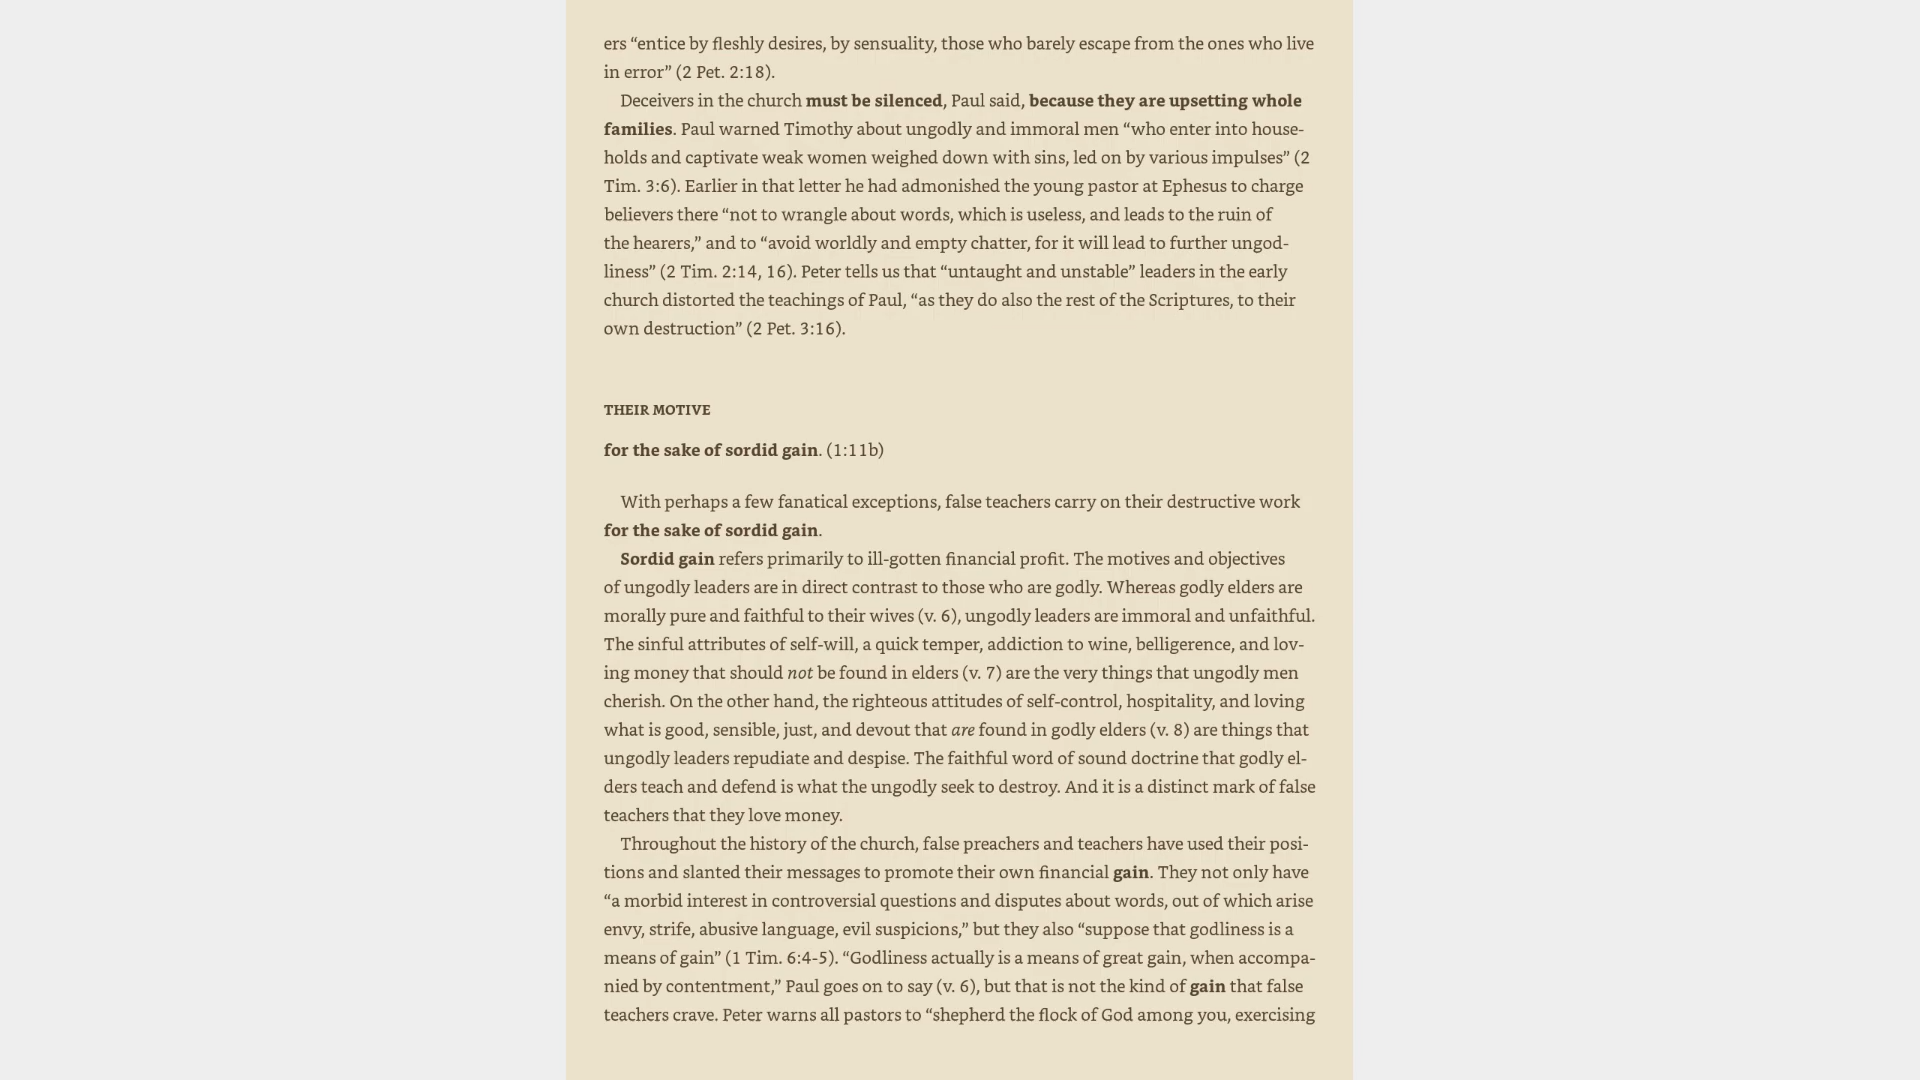 ers “entice by fleshly desires, by sensuality, those who barely escape from the ones who live
in error” (2 Pet. 2:18).
Deceivers in the church must be silenced, Paul said, because they are upsetting whole
families. Paul warned Timothy about ungodly and immoral men “who enter into house-
holds and captivate weak women weighed down with sins, led on by various impulses” (2
Tim. 3:6). Earlier in that letter he had admonished the young pastor at Ephesus to charge
believers there “not to wrangle about words, which is useless, and leads to the ruin of
the hearers,” and to “avoid worldly and empty chatter, for it will lead to further ungod-
liness” (2 Tim. 2:14, 16). Peter tells us that “untaught and unstable” leaders in the early
church distorted the teachings of Paul, “as they do also the rest of the Scriptures, to their
own destruction” (2 Pet. 3:16).
THEIR MOTIVE
for the sake of sordid gain. (1:11b)
With perhaps a few fanatical exceptions, false teachers carry on their destructive work
for the sake of sordid gain.
Sordid gain refers primarily to ill-gotten financial profit. The motives and objectives
of ungodly leaders are in direct contrast to those who are godly. Whereas godly elders are
morally pure and faithful to their wives (v. 6), ungodly leaders are immoral and unfaithful.
The sinful attributes of self-will, a quick temper, addiction to wine, belligerence, and lov-
ing money that should not be found in elders (v. 7) are the very things that ungodly men
cherish. On the other hand, the righteous attitudes of self-control, hospitality, and loving
what is good, sensible, just, and devout that are found in godly elders (v. 8) are things that
ungodly leaders repudiate and despise. The faithful word of sound doctrine that godly el-
ders teach and defend is what the ungodly seek to destroy. And it is a distinct mark of false
teachers that they love money.
Throughout the history of the church, false preachers and teachers have used their posi-
tions and slanted their messages to promote their own financial gain. They not only have
“a morbid interest in controversial questions and disputes about words, out of which arise
envy, strife, abusive language, evil suspicions,” but they also “suppose that godliness is a
means of gain” (1 Tim. 6:4-5). “Godliness actually is a means of great gain, when accompa-
nied by contentment,” Paul goes on to say (v. 6), but that is not the kind of gain that false
teachers crave. Peter warns all pastors to “shepherd the flock of God among you, exercising